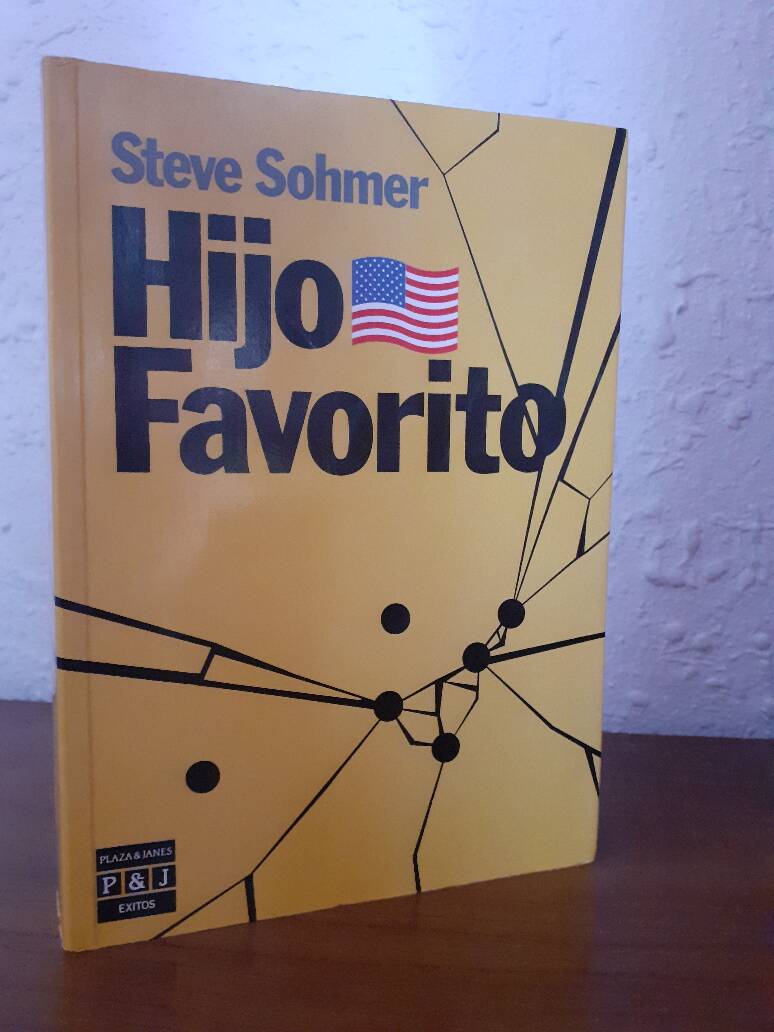 Steve Sohmer
Hijo
Favorito
PLAZA & JANES
P & J
EXITOS